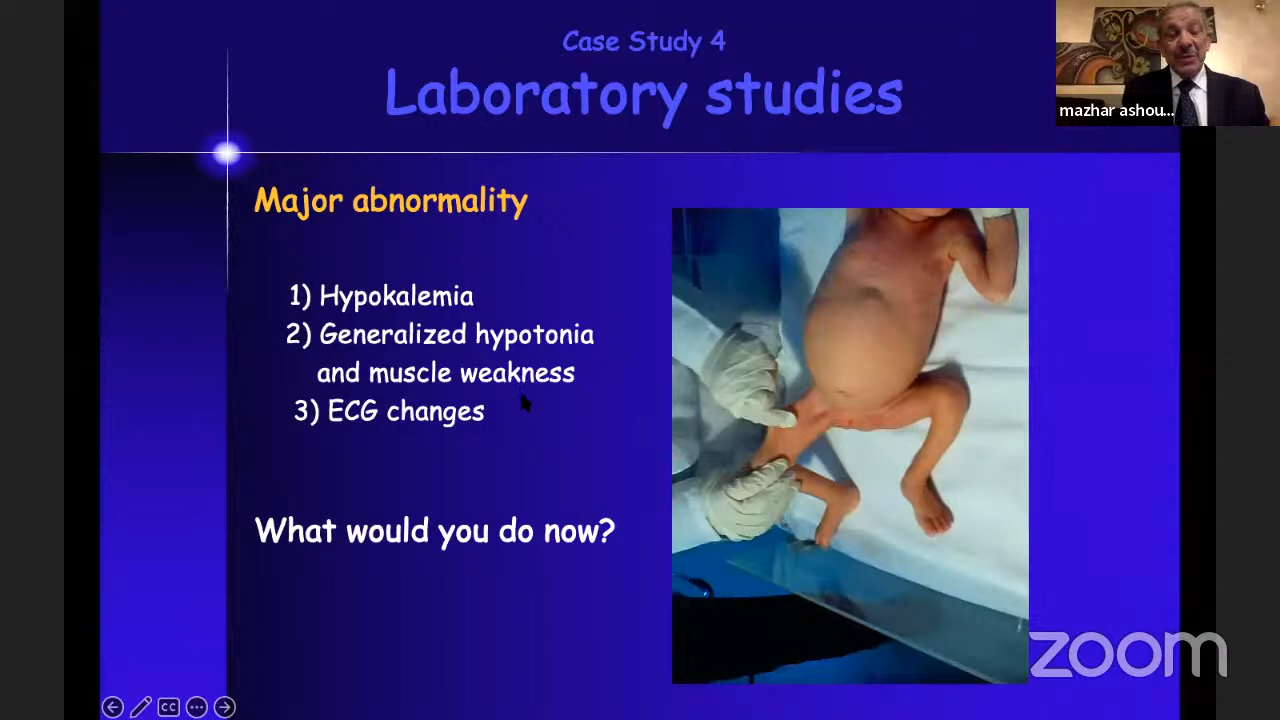 Case Study 4
Laboratory studies
mazhar ashou...
Major abnormality
1) Hypokalemia
2) Generalized hypotonia
and muscle weakness
3) ECG changes
What would you do now?
zoom
CC